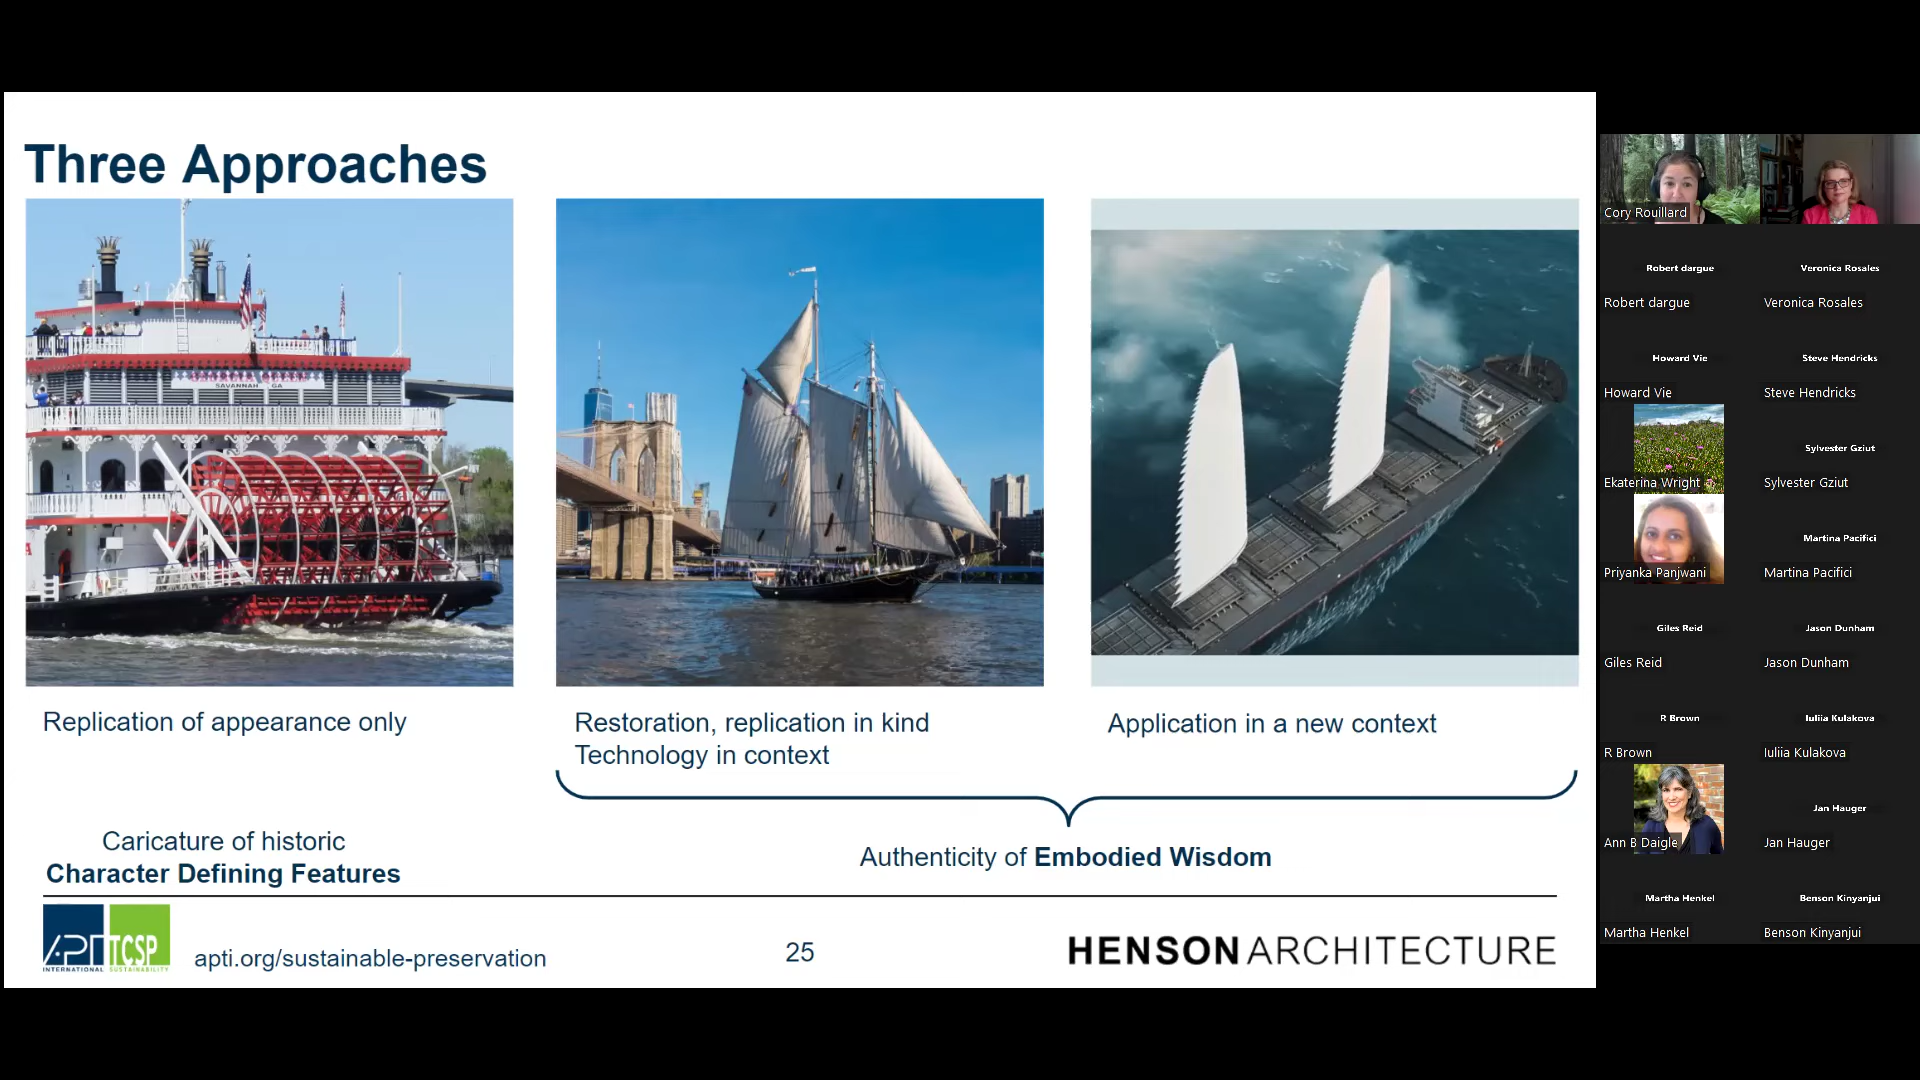 Three Approaches
SAVANNAH, GA
Replication of appearance only
Restoration, replication in kind
Technology in context
Application in a new context
Caricature of historic
Character Defining Features
Authenticity of Embodied Wisdom
APT TCSP
INTERNATIONAL SUSTAINABILITY
apti.org/sustainable-preservation
25
HENSON ARCHITECTURE
Cory Rouillard
Robert dargue
Veronica Rosales
Robert dargue
Veronica Rosales
Howard Vie
Steve Hendricks
Howard Vie
Steve Hendricks
Sylvester Gziut
Ekaterina Wright
Sylvester Gziut
Martina Pacifici
Priyanka Panjwani
Martina Pacifici
Giles Reid
Jason Dunham
Giles Reid
Jason Dunham
R Brown
Iuliia Kulakova
R Brown
Iuliia Kulakova
Jan Hauger
Ann B Daigle
Jan Hauger
Martha Henkel
Benson Kinyanjui
Martha Henkel
Benson Kinyanjui